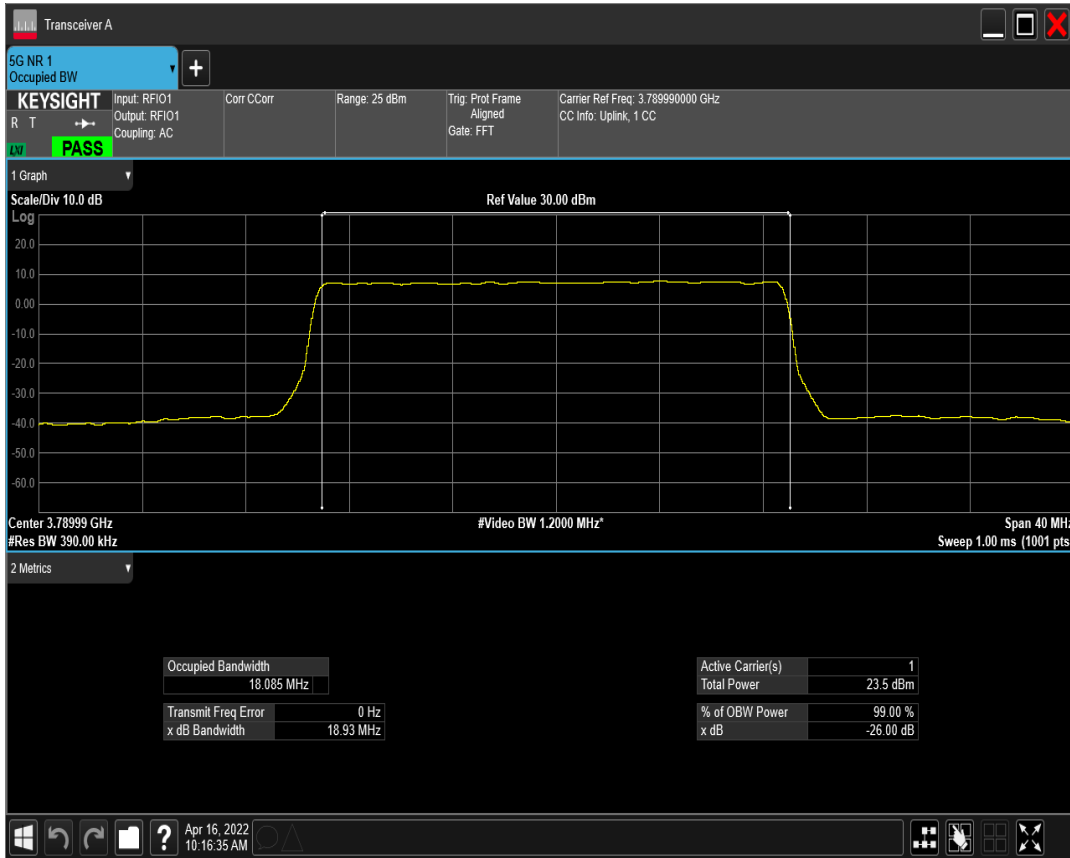 Transceiver A
5G NR 1
Occupied BW
KEYSIGHT
R T
LXI
PASS
Input: RFIO1
Output: RFIO1
Coupling: AC
Corr CCorr
Range: 25 dBm
Trig: Prot Frame
Aligned
Gate: FFT
Carrier Ref Freq: 3.789990000 GHz
CC Info: Uplink, 1 CC
1 Graph
Scale/Div 10.0 dB
Ref Value 30.00 dBm
Log
20.0
10.0
0.00
-10.0
-20.0
-30.0
-40.0
-50.0
-60.0
Center 3.78999 GHz
#Video BW 1.2000 MHz*
Span 40 MHz
#Res BW 390.00 kHz
Sweep 1.00 ms (1001 pts
2 Metrics
Occupied Bandwidth
18.085 MHz
Transmit Freq Error 0 Hz
x dB Bandwidth 18.93 MHz
Active Carrier(s) 1
Total Power 23.5 dBm
% of OBW Power 99.00 %
x dB -26.00 dB
?
Apr 16, 2022
10:16:35 AM